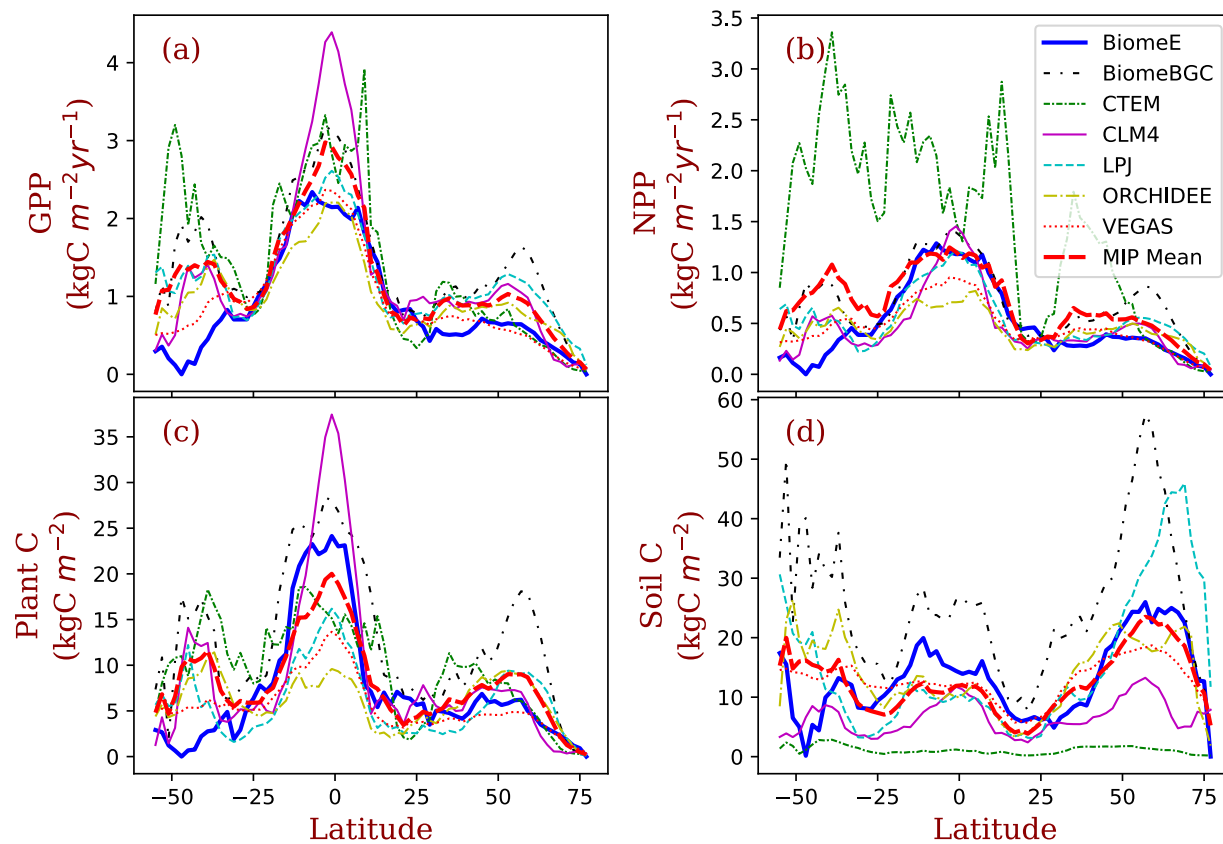 (a)
GPP
(kgC m⁻²yr⁻¹)
4
3
2
1
0
(b)
NPP
(kgC m⁻²yr⁻¹)
3.5
3.0
2.5
2.0
1.5
1.0
0.5
0.0
BiomeE
BiomeBGC
CTEM
CLM4
LPJ
ORCHIDEE
VEGAS
MIP Mean
(c)
Plant C
(kgC m⁻²)
35
30
25
20
15
10
5
0
−50 −25 0 25 50 75
Latitude
(d)
Soil C
(kgC m⁻²)
60
50
40
30
20
10
0
−50 −25 0 25 50 75
Latitude